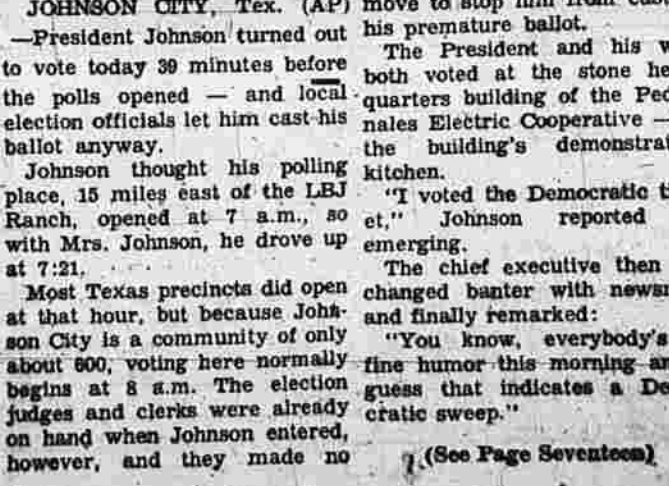 JOHNSON CITY, Tex. (AP)
—President Johnson turned out
to vote today 39 minutes before
the polls opened — and local
election officials let him cast his
ballot anyway.
Johnson thought his polling
place, 15 miles east of the LBJ
Ranch, opened at 7 a.m., so
with Mrs. Johnson, he drove up
at 7:21.
Most Texas precincts did open
at that hour, but because John-
son City is a community of only
about 600, voting here normally
begins at 8 a.m. The election
judges and clerks were already
on hand when Johnson entered,
however, and they made no
move to stop him from
his premature ballot.
The President and his
both voted at the stone
quarters building of the
nales Electric Cooperative —
the building's
kitchen.
"I voted the Democratic
et," Johnson reported
emerging.
The chief executive then
changed banter with
and finally remarked:
"You know, everybody's
fine humor this morning
guess that indicates a
cratic sweep."
(See Page Seventeen)